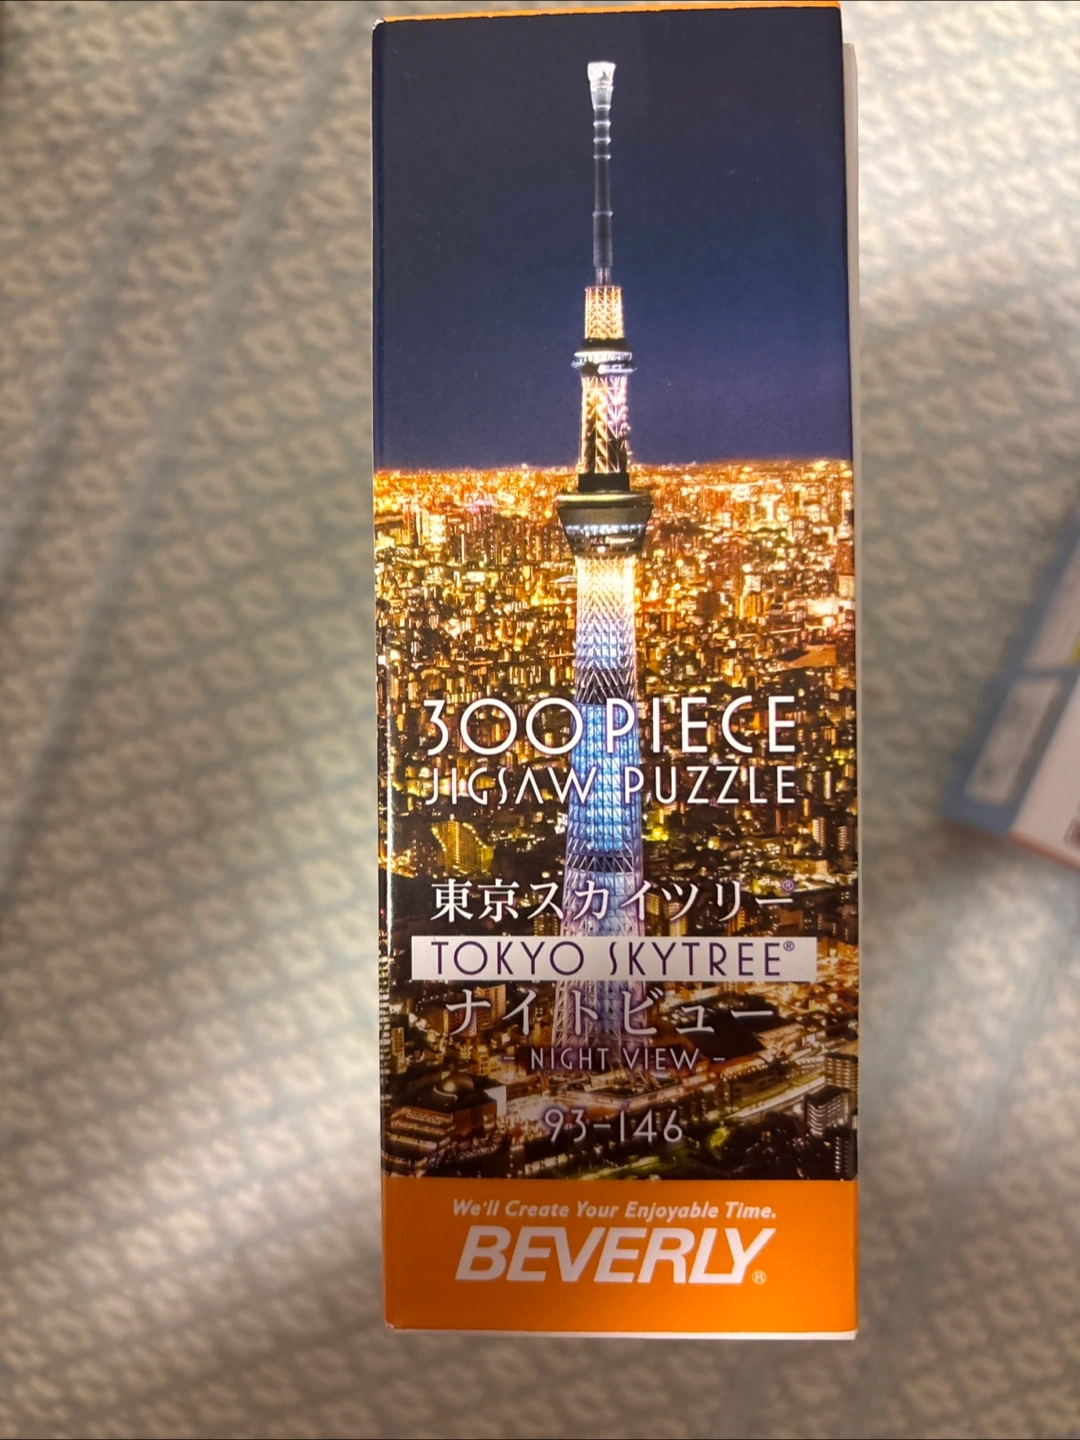 300 PIECE
JIGSAW PUZZLE
東京スカイツリー®
TOKYO SKYTREE®
ナイトビュー
- NIGHT VIEW -
93-146
We'll Create Your Enjoyable Time.
BEVERLY®